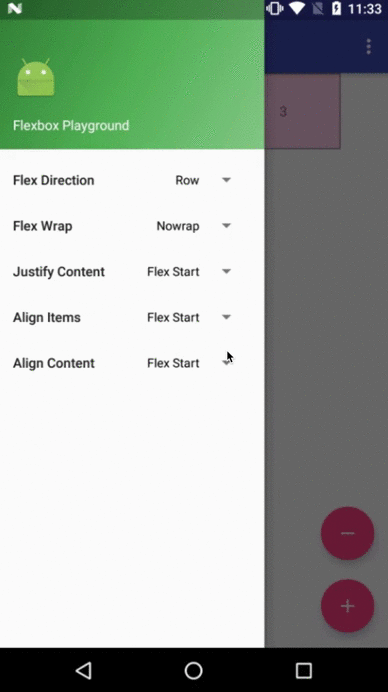 11:33
3
Flexbox Playground
Flex Direction Row
Flex Wrap Nowrap
Justify Content Flex Start
Align Items Flex Start
Align Content Flex Start